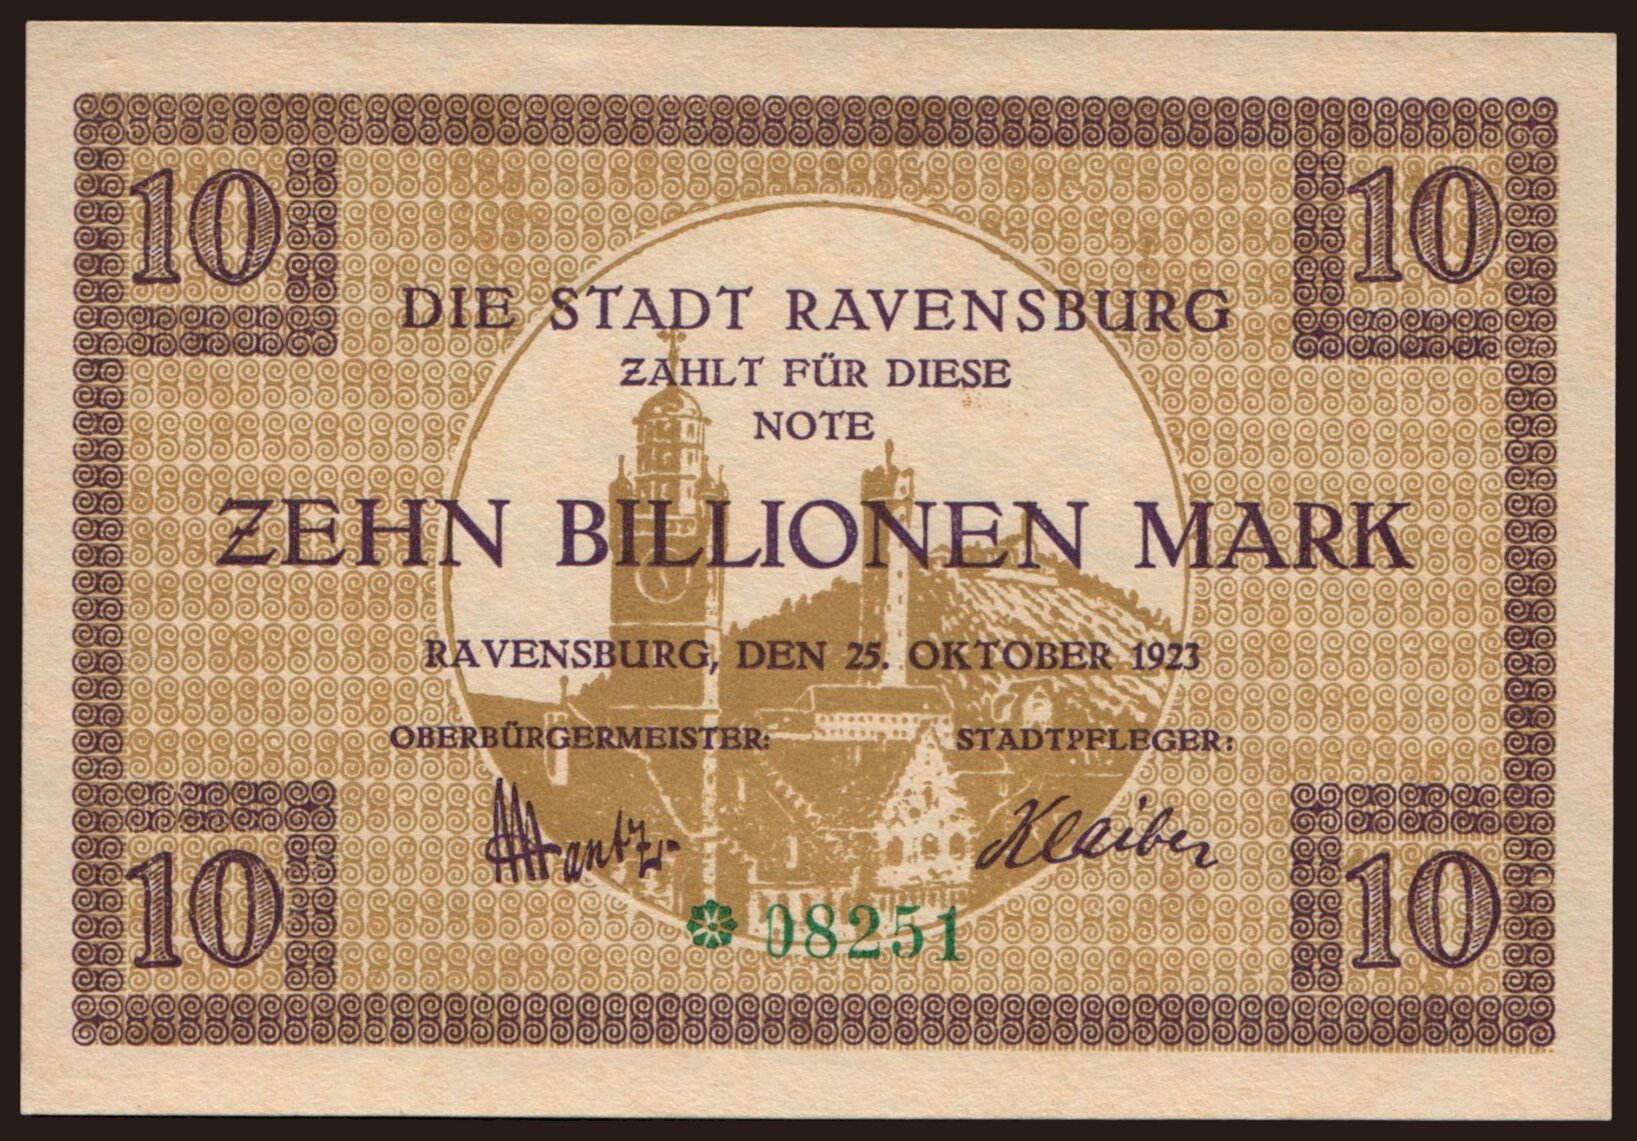 10 10
DIE STADT RAVENSBURG
ZAHLT FÜR DIESE
NOTE
ZEHN BILLIONEN MARK
RAVENSBURG, DEN 25. OKTOBER 1923
OBERBÜRGERMEISTER: STADTPFLEGER:
Klaiber
08251
10 10